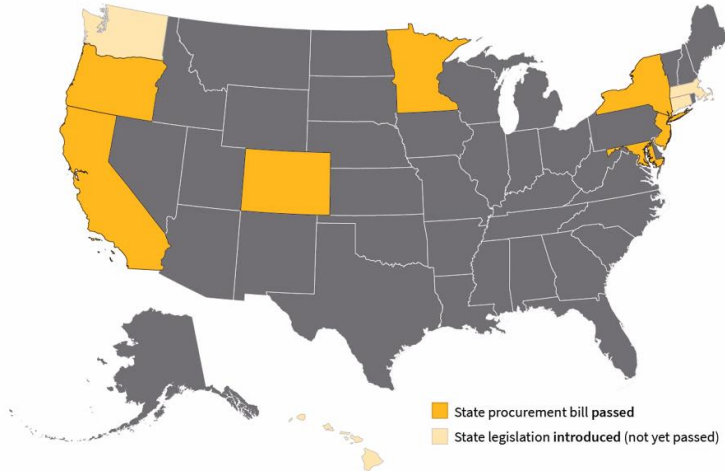 State procurement bill passed
State legislation introduced (not yet passed)